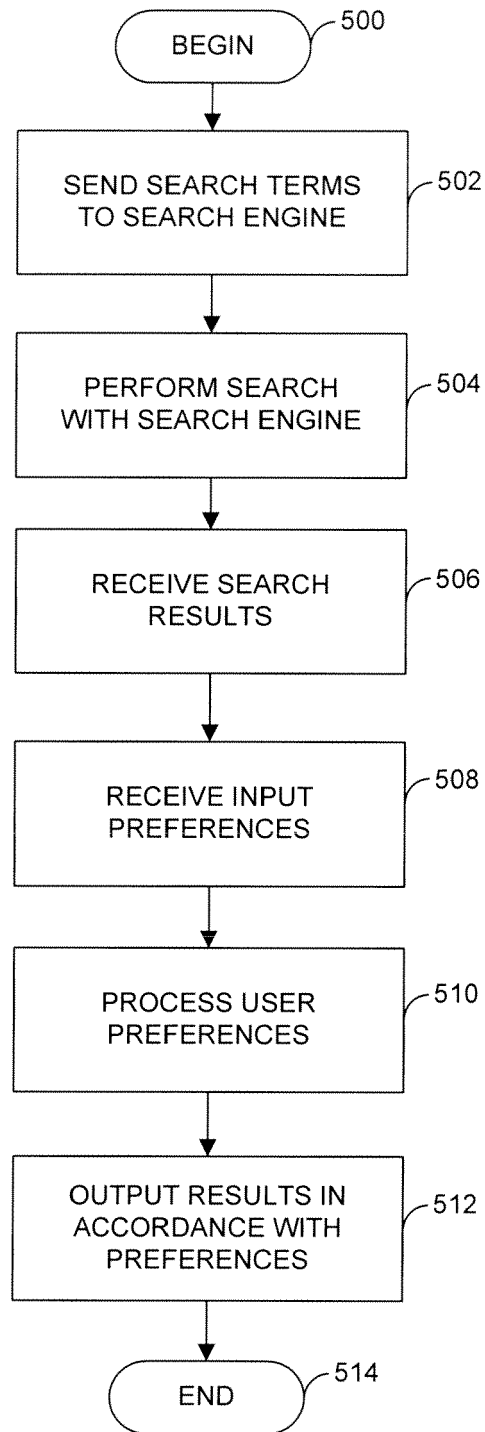 BEGIN
500
SEND SEARCH TERMS
TO SEARCH ENGINE
502
PERFORM SEARCH
WITH SEARCH ENGINE
504
RECEIVE SEARCH
RESULTS
506
RECEIVE INPUT
PREFERENCES
508
PROCESS USER
PREFERENCES
510
OUTPUT RESULTS IN
ACCORDANCE WITH
PREFERENCES
512
END
514